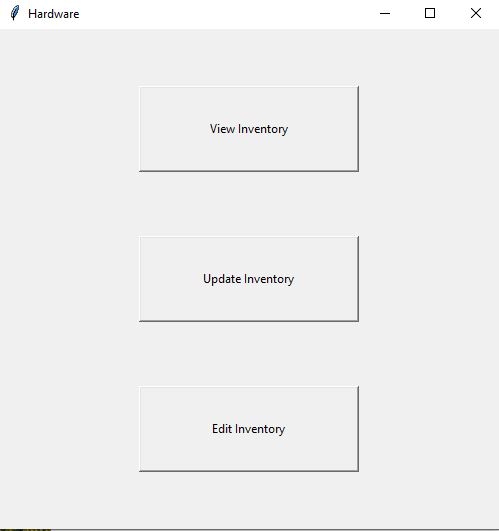 Hardware
View Inventory
Update Inventory
Edit Inventory